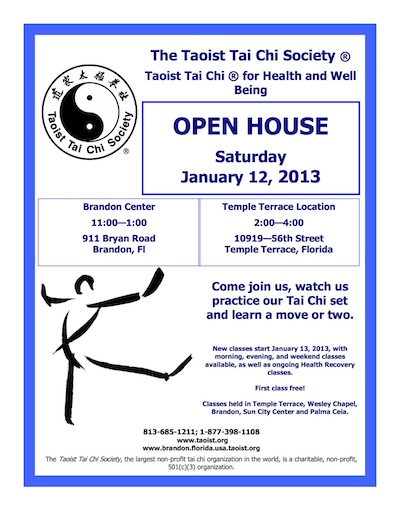 道家太極拳社
Taoist Tai Chi Society
®
The Taoist Tai Chi Society ®
Taoist Tai Chi ® for Health and Well
Being
OPEN HOUSE
Saturday
January 12, 2013
Brandon Center
11:00—1:00
911 Bryan Road
Brandon, Fl
Temple Terrace Location
2:00—4:00
10919—56th Street
Temple Terrace, Florida
Come join us, watch us
practice our Tai Chi set
and learn a move or two.
New classes start January 13, 2013, with
morning, evening, and weekend classes
available, as well as ongoing Health Recovery
classes.
First class free!
Classes held in Temple Terrace, Wesley Chapel,
Brandon, Sun City Center and Palma Ceia.
813-685-1211; 1-877-398-1108
www.taoist.org
www.brandon.florida.usa.taoist.org
The Taoist Tai Chi Society, the largest non-profit tai chi organization in the world, is a charitable, non-profit,
501(c)(3) organization.